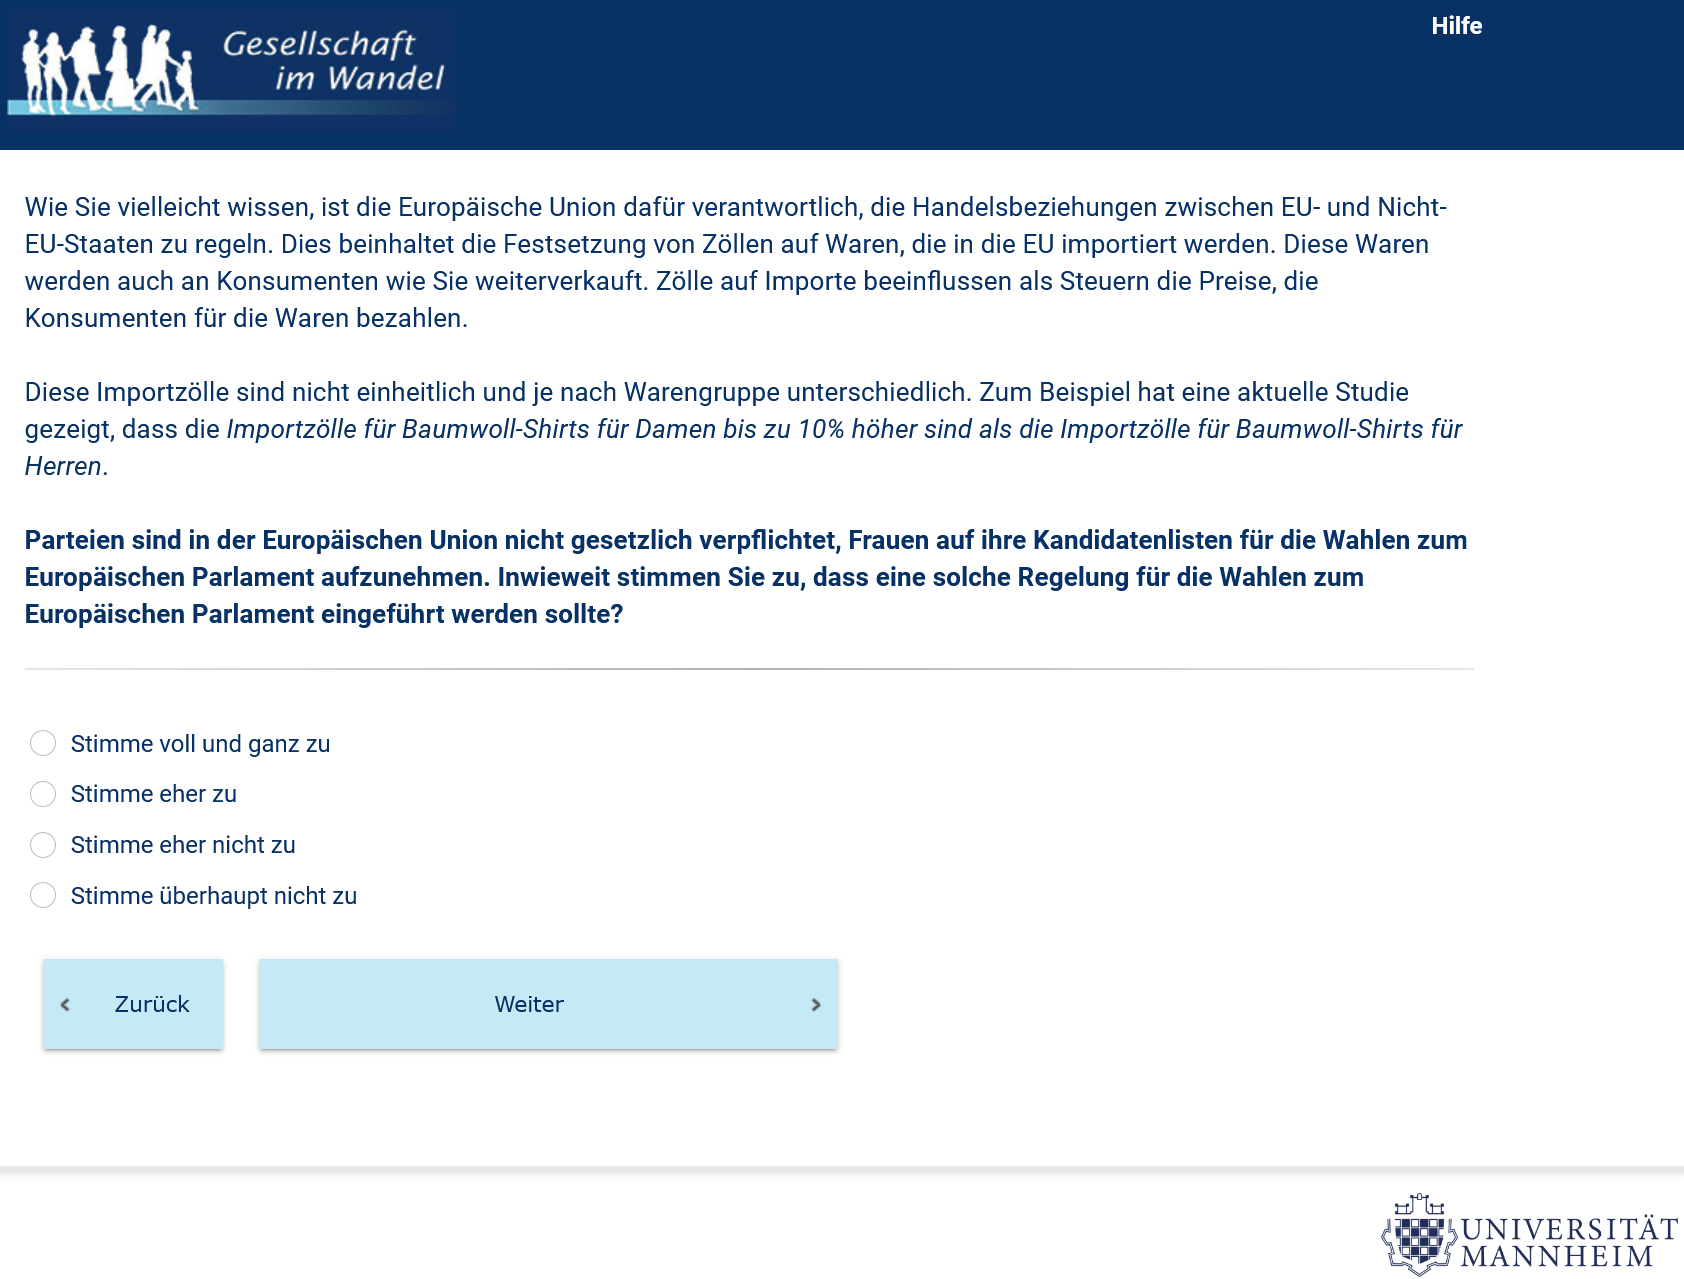 Gesellschaft
im Wandel
Hilfe
Wie Sie vielleicht wissen, ist die Europäische Union dafür verantwortlich, die Handelsbeziehungen zwischen EU- und Nicht-
EU-Staaten zu regeln. Dies beinhaltet die Festsetzung von Zöllen auf Waren, die in die EU importiert werden. Diese Waren
werden auch an Konsumenten wie Sie weiterverkauft. Zölle auf Importe beeinflussen als Steuern die Preise, die
Konsumenten für die Waren bezahlen.
Diese Importzölle sind nicht einheitlich und je nach Warengruppe unterschiedlich. Zum Beispiel hat eine aktuelle Studie
gezeigt, dass die Importzölle für Baumwoll-Shirts für Damen bis zu 10% höher sind als die Importzölle für Baumwoll-Shirts für
Herren.
Parteien sind in der Europäischen Union nicht gesetzlich verpflichtet, Frauen auf ihre Kandidatenlisten für die Wahlen zum
Europäischen Parlament aufzunehmen. Inwieweit stimmen Sie zu, dass eine solche Regelung für die Wahlen zum
Europäischen Parlament eingeführt werden sollte?
Stimme voll und ganz zu
Stimme eher zu
Stimme eher nicht zu
Stimme überhaupt nicht zu
Zurück
Weiter
UNIVERSITÄT
MANNHEIM